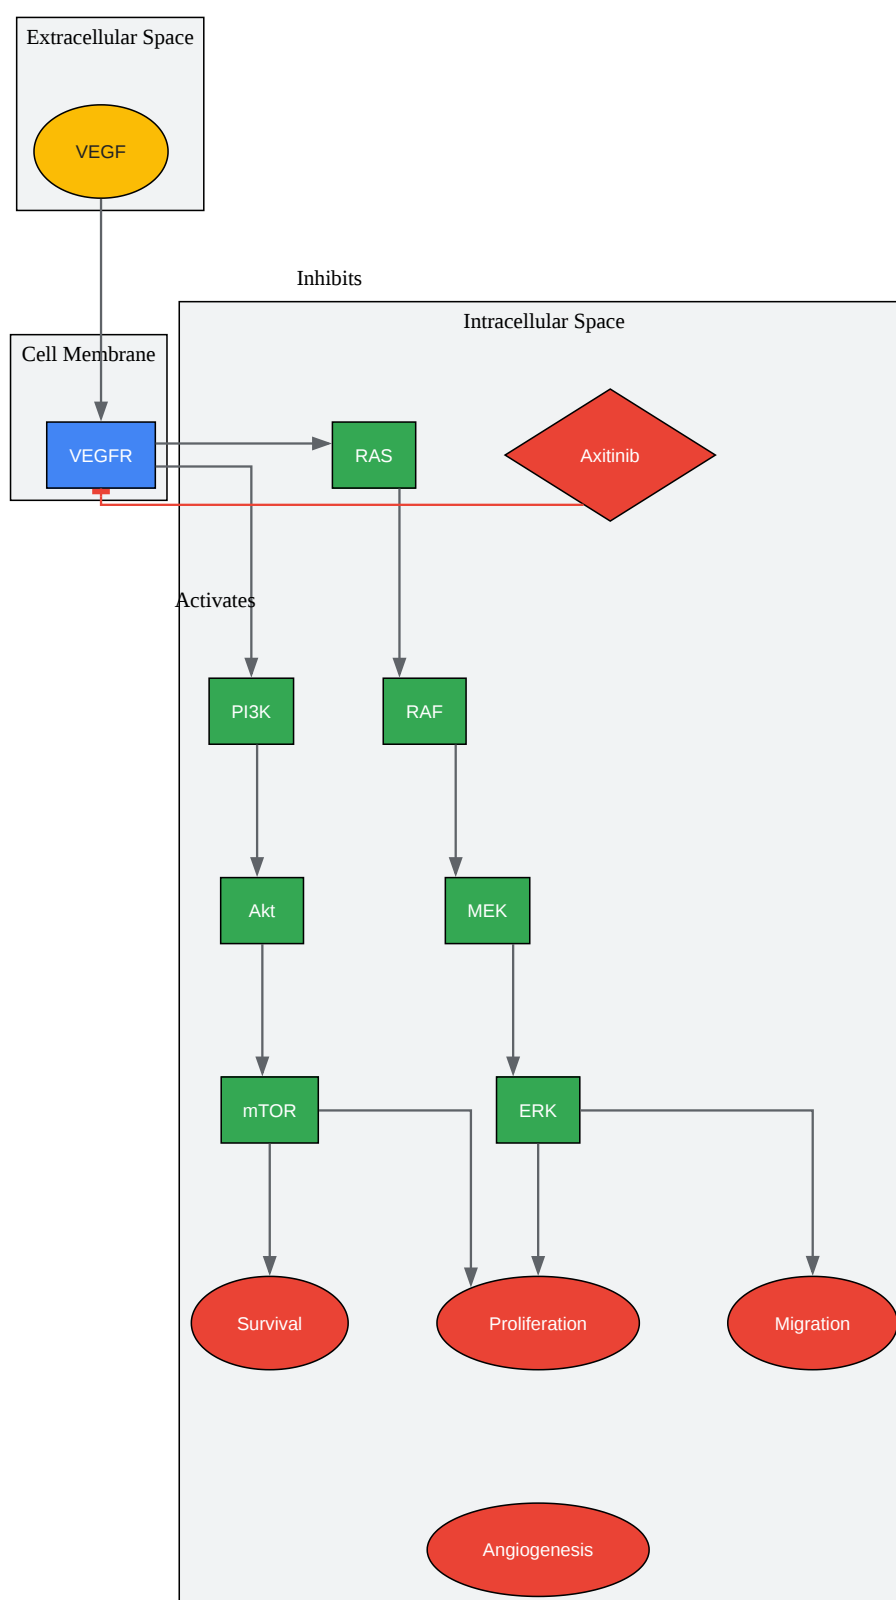 Extracellular Space
VEGF
Inhibits
Intracellular Space
Cell Membrane
VEGFR
RAS
Axitinib
Activates
PI3K
RAF
Akt
MEK
mTOR
ERK
Survival
Proliferation
Migration
Angiogenesis